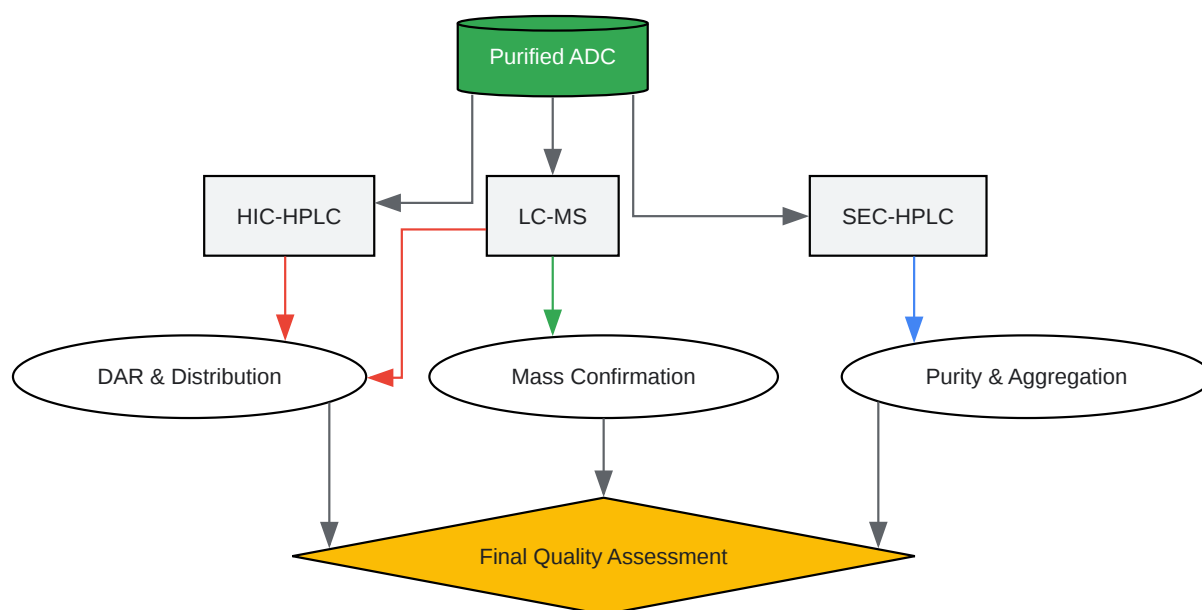 Purified ADC
HIC-HPLC
LC-MS
SEC-HPLC
DAR & Distribution
Mass Confirmation
Purity & Aggregation
Final Quality Assessment